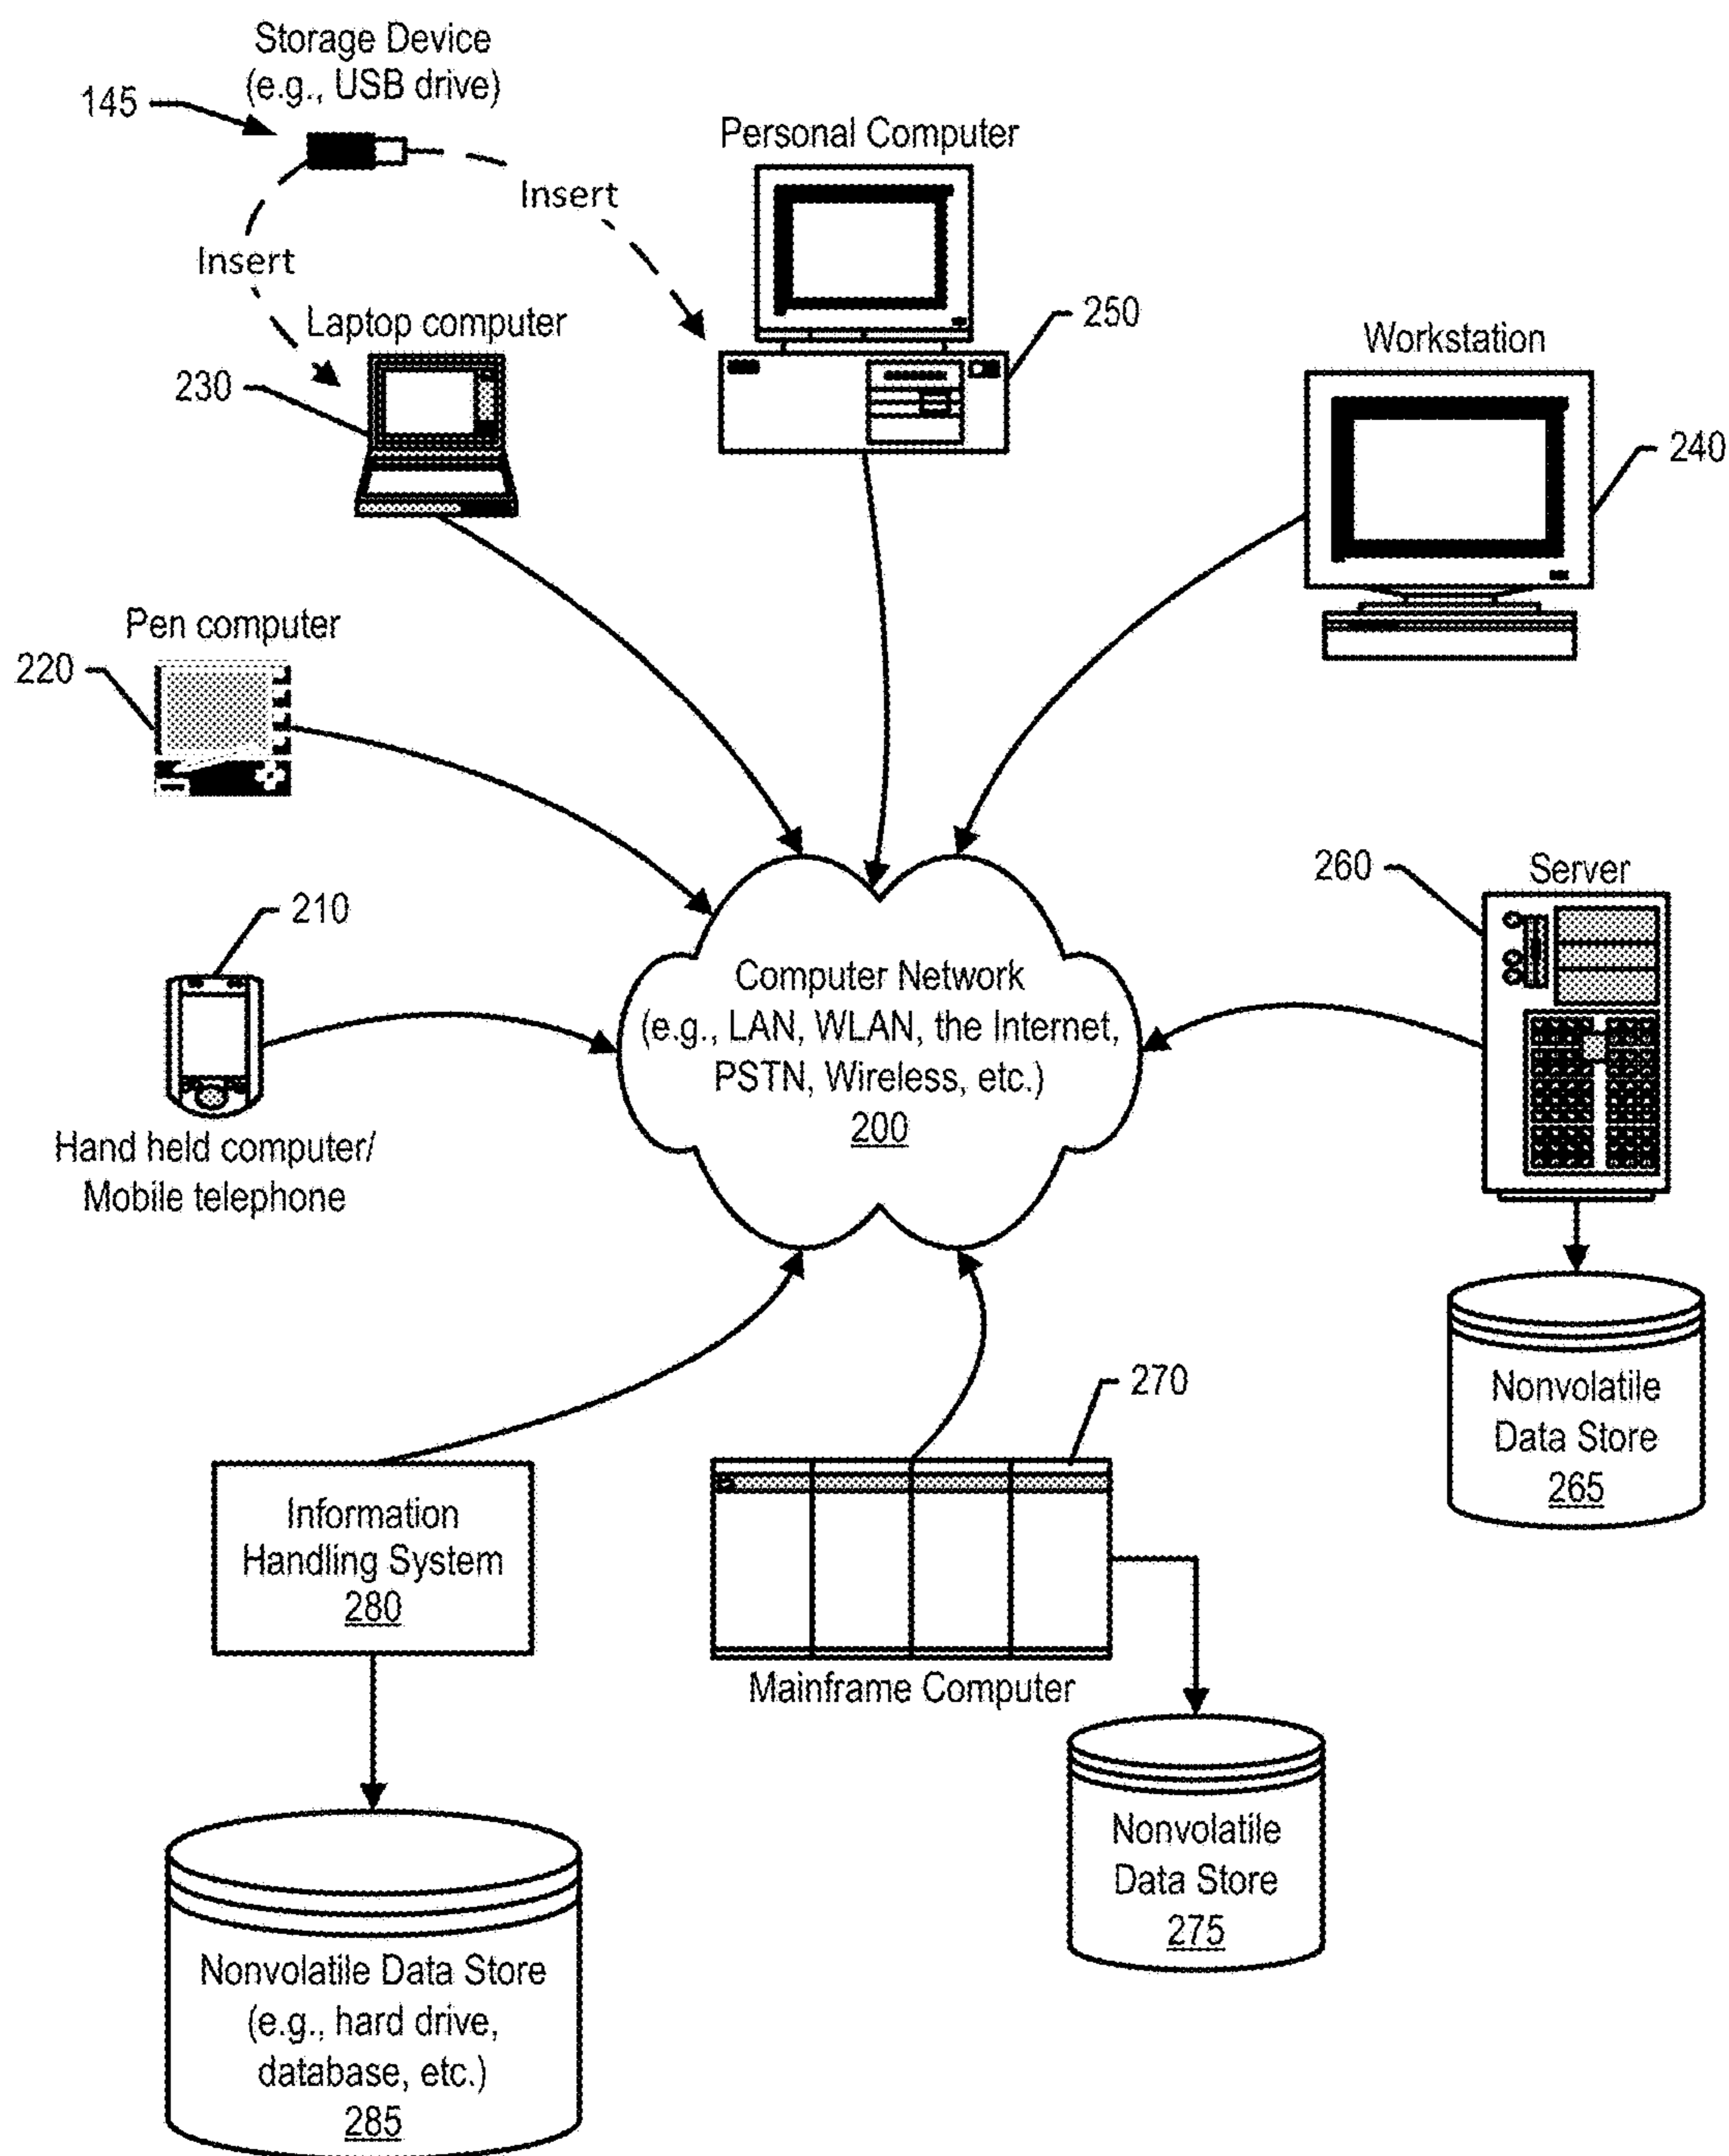 Storage Device
(e.g., USB drive)
145
Personal Computer
Insert
Insert
Laptop computer
250
Workstation
230
240
Pen computer
220
260
Server
210
Computer Network
(e.g., LAN, WLAN, the Internet,
PSTN, Wireless, etc.)
200
Hand held computer/
Mobile telephone
270
Nonvolatile
Data Store
265
Information
Handling System
280
Mainframe Computer
Nonvolatile
Data Store
275
Nonvolatile Data Store
(e.g., hard drive,
database, etc.)
285